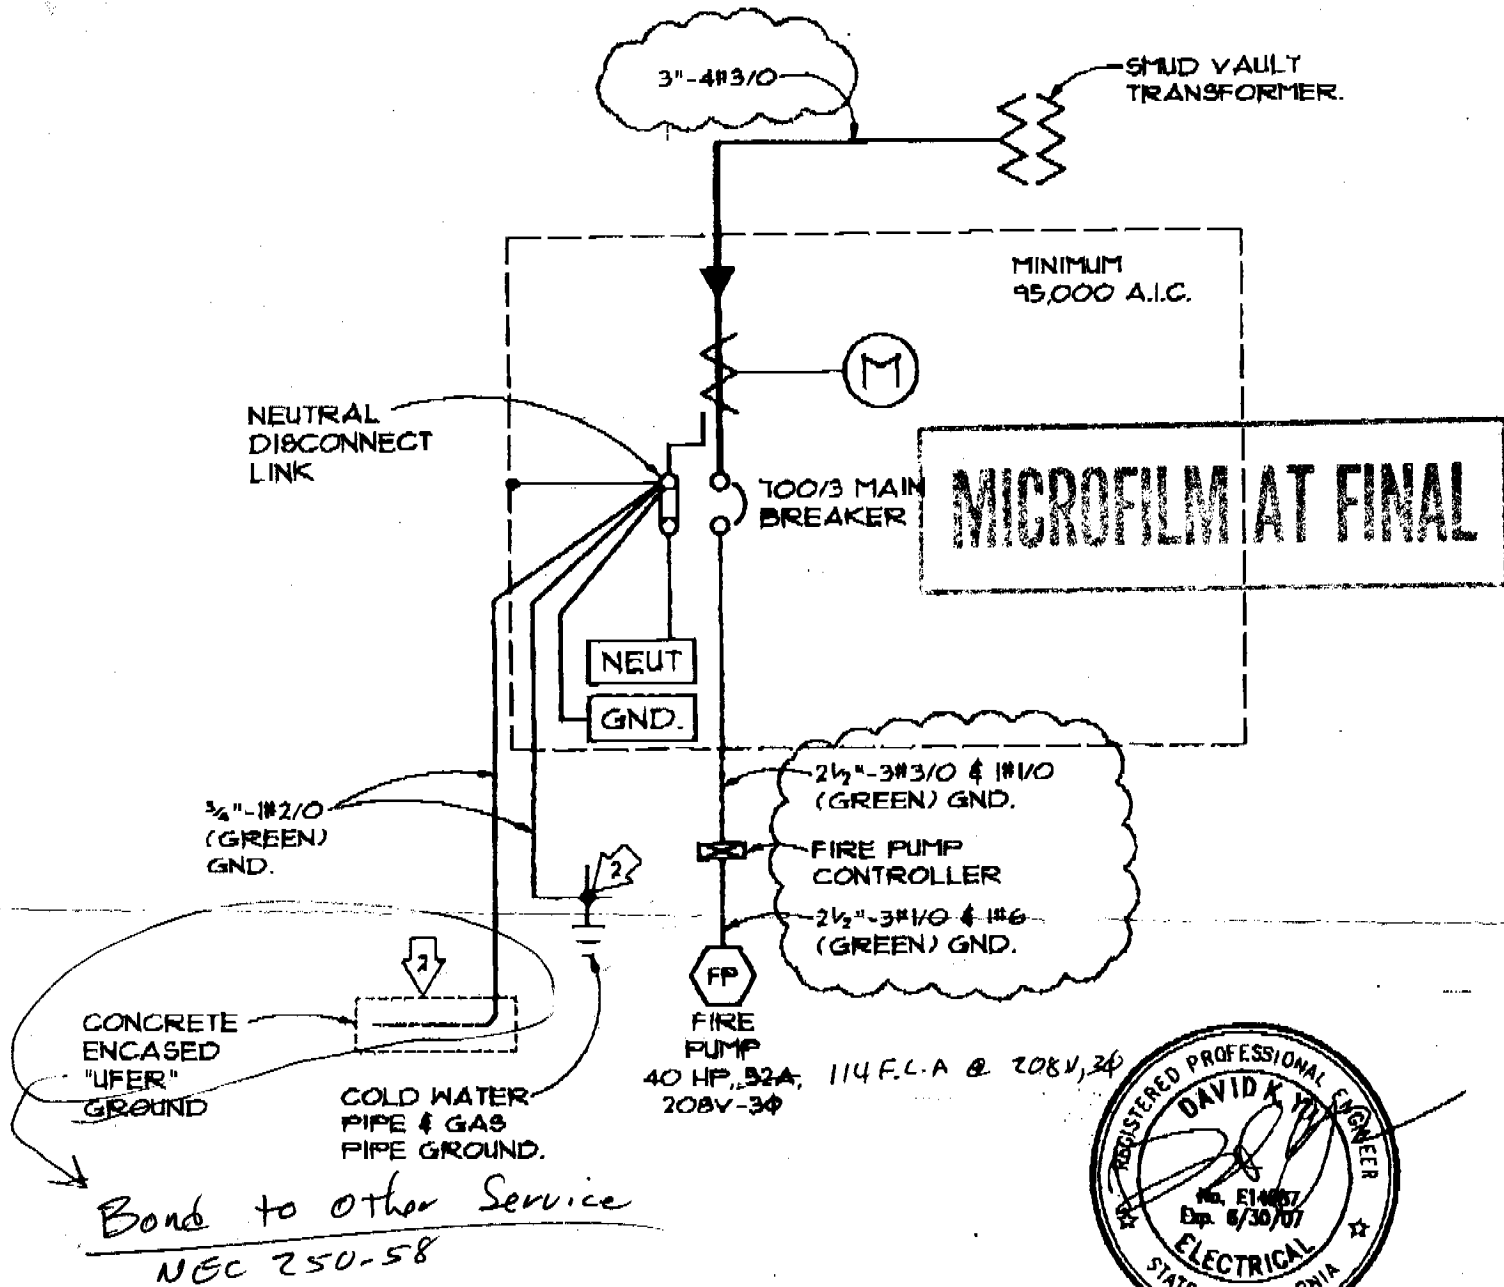 3"-4#3/0
SMUD VAULT
TRANSFORMER.
MINIMUM
95,000 A.I.C.
M
NEUTRAL
DISCONNECT
LINK
700/3 MAIN
BREAKER
MICROFILM AT FINAL
NEUT
GND.
2½"-3#3/0 & 1#1/0
(GREEN) GND.
¾"-1#2/0
(GREEN)
GND.
FIRE PUMP
CONTROLLER
2
2½"-3#1/0 & 1#6
(GREEN) GND.
2
FP
CONCRETE
ENCASED
"UFER"
GROUND
FIRE
PUMP
40 HP, 92A, 114 F.L.A @ 208V, 3Φ
208V-3Φ
COLD WATER
PIPE & GAS
PIPE GROUND.
Bond to other Service
NEC 250-58
REGISTERED PROFESSIONAL ENGINEER
DAVID K. YU
No.
Exp. 6/30/07
ELECTRICAL